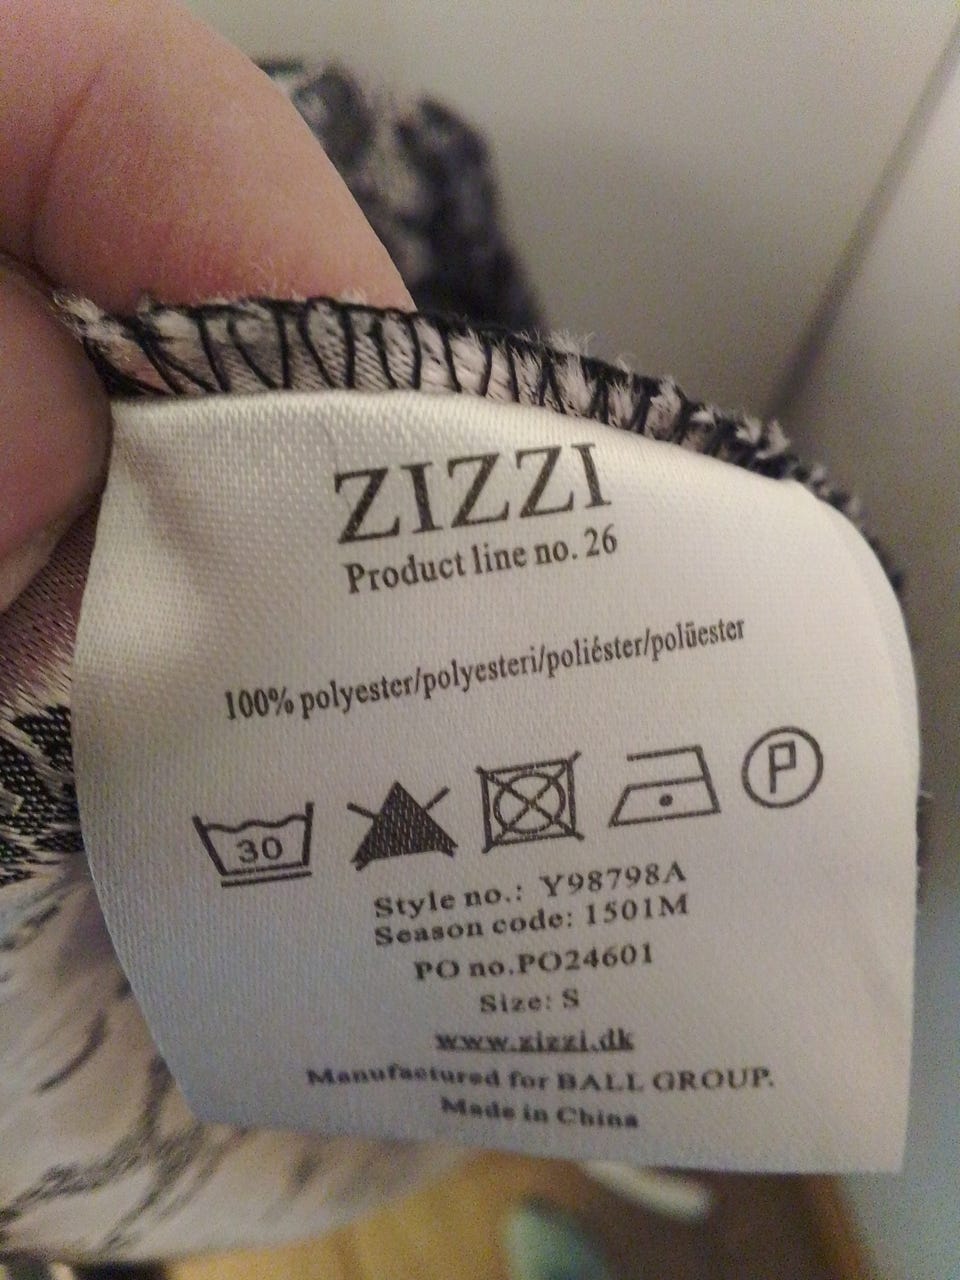 ZIZZI
Product line no. 26
100% polyester/polyesteri/poliéster/polüester
30
P
Style no.: Y98798A
Season code: 1501M
PO no.PO24601
Size: S
www.zizzi.dk
Manufactured for BALL GROUP.
Made in China